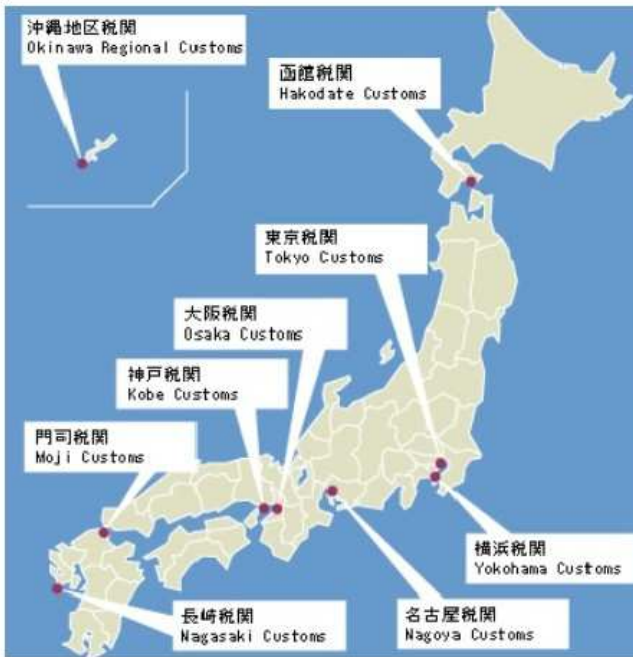 沖縄地区税関
Okinawa Regional Customs
函館税関
Hakodate Customs
東京税関
Tokyo Customs
大阪税関
Osaka Customs
神戸税関
Kobe Customs
門司税関
Moji Customs
横浜税関
Yokohama Customs
長崎税関
Nagasaki Customs
名古屋税関
Nagoya Customs